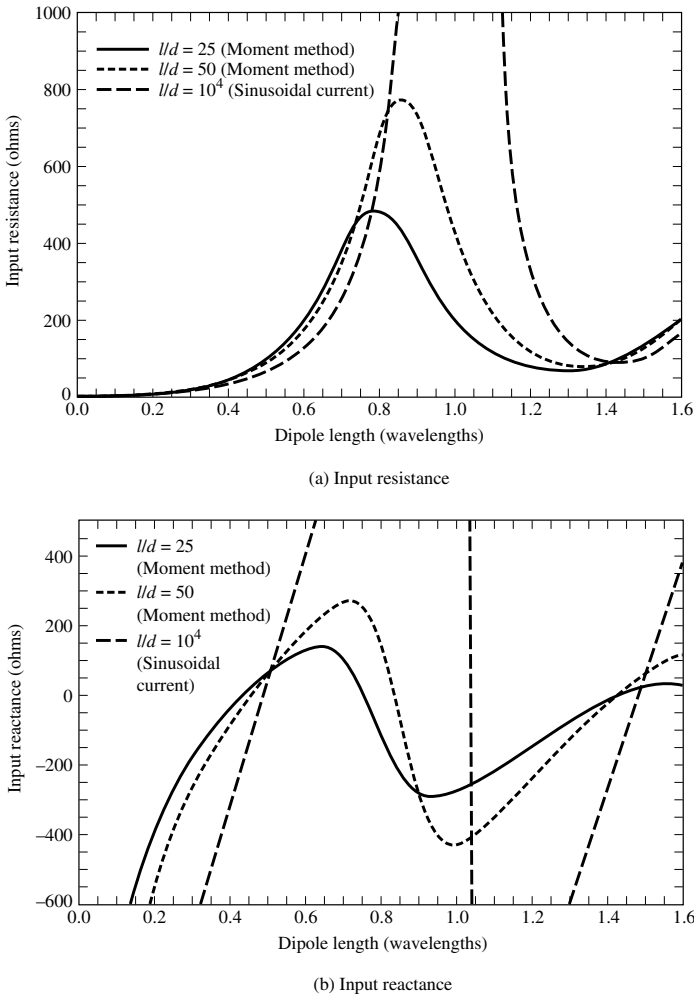 1000
800
600
400
200
0
Input resistance (ohms)
l/d = 25 (Moment method)
l/d = 50 (Moment method)
l/d = 10⁴ (Sinusoidal current)
0.0 0.2 0.4 0.6 0.8 1.0 1.2 1.4 1.6
Dipole length (wavelengths)
(a) Input resistance
400
200
0
–200
–400
–600
Input reactance (ohms)
l/d = 25
(Moment method)
l/d = 50
(Moment method)
l/d = 10⁴
(Sinusoidal
current)
0.0 0.2 0.4 0.6 0.8 1.0 1.2 1.4 1.6
Dipole length (wavelengths)
(b) Input reactance